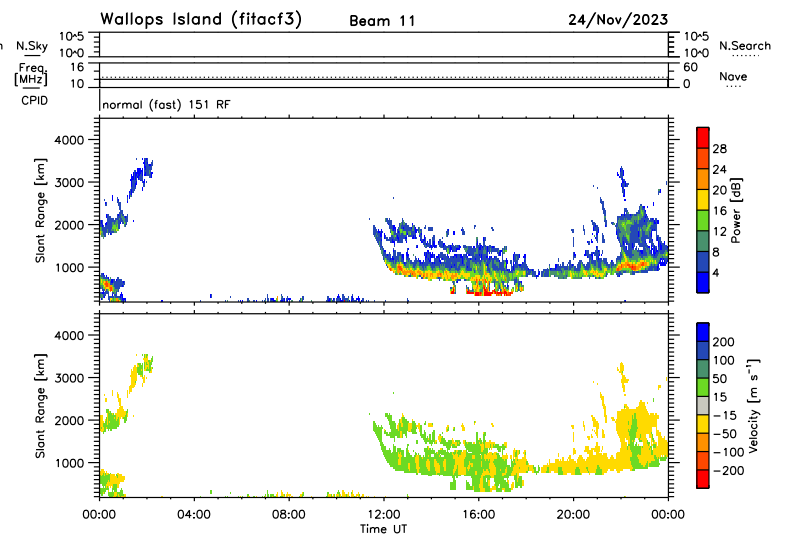 Wallops Island (fitacf3) Beam 11 24/Nov/2023
h N.Sky 10^5 10^0 10^5 10^0 N.Search
Freq. [MHz] 16 10 60 0 Nave
CPID normal (fast) 151 RF
Slant Range [km] 4000 3000 2000 1000
28 24 20 16 12 8 4 Power [dB]
Slant Range [km] 4000 3000 2000 1000
200 100 50 15 -15 -50 -100 -200 Velocity [m s⁻¹]
00:00 04:00 08:00 12:00 16:00 20:00 00:00
Time UT